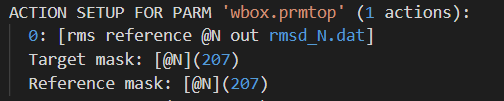 ACTION SETUP FOR PARM 'wbox.prmtop' (1 actions):
0: [rms reference @N out rmsd_N.dat]
Target mask: [@N](207)
Reference mask: [@N](207)